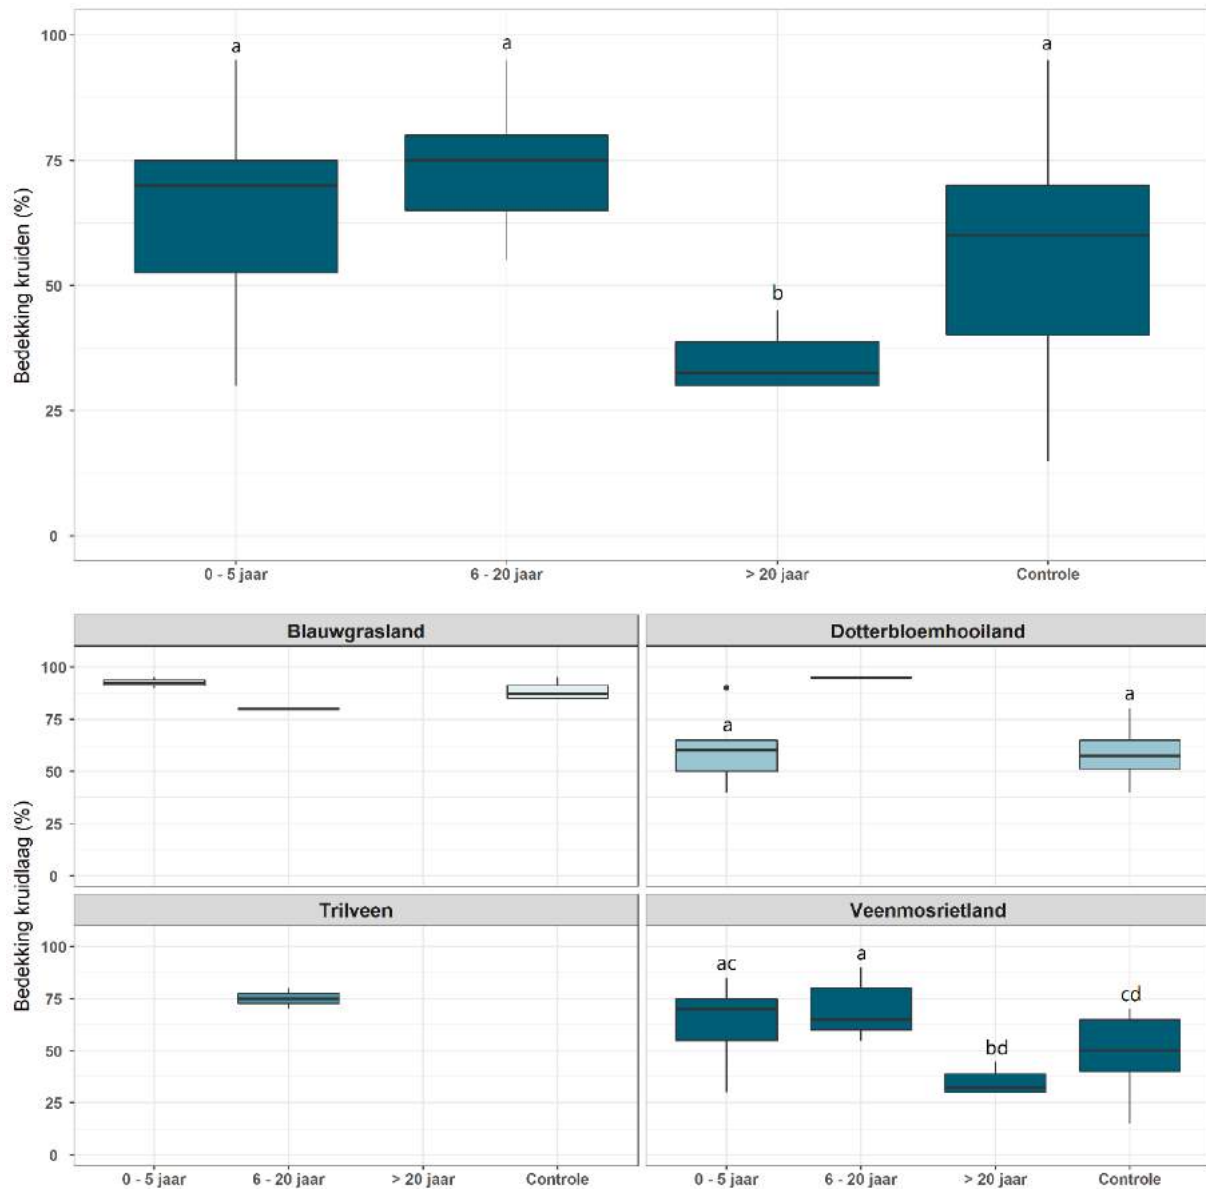 100
a
a
a
75
b
50
25
0
Bedekking kruiden (%)
0 - 5 jaar
6 - 20 jaar
> 20 jaar
Controle
Bedekking kruidlaag (%)
Blauwgrasland
Dotterbloemhooiland
100
75
50
25
0
a
a
Trilveen
Veenmosrietland
100
75
50
25
0
ac
a
bd
cd
0 - 5 jaar
6 - 20 jaar
> 20 jaar
Controle
0 - 5 jaar
6 - 20 jaar
> 20 jaar
Controle